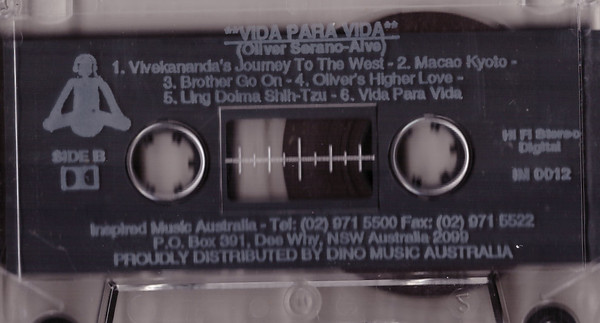 **VIDA PARA VIDA**
(Oliver Serano-Alve)
1. Vivekananda's Journey To The West - 2. Macao Kyoto -
3. Brother Go On - 4. Oliver's Higher Love -
5. Ling Dolma Shih-Tzu - 6. Vida Para Vida
SIDE B
Hi Fi Stereo
Digital
IM 0012
Inspired Music Australia - Tel: (02) 971 5500 Fax: (02) 971 5522
P.O. Box 391, Dee Why, NSW Australia 2099
PROUDLY DISTRIBUTED BY DINO MUSIC AUSTRALIA